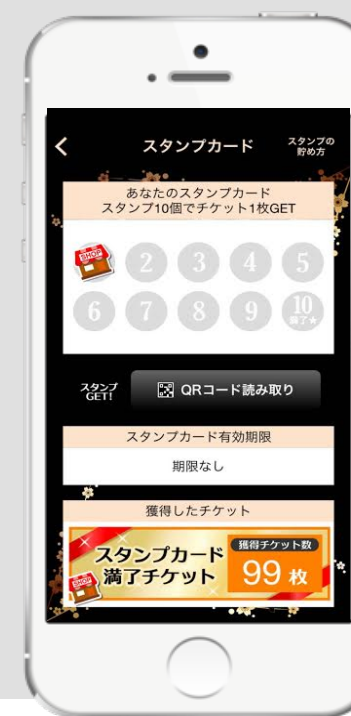 スタンプカード
スタンプの
貯め方
あなたのスタンプカード
スタンプ10個でチケット1枚GET
SHOP 2 3 4 5
6 7 8 9 10
満了★
スタンプ
GET!
QRコード読み取り
スタンプカード有効期限
期限なし
獲得したチケット
スタンプカード
満了チケット
SHOP
獲得チケット数
99 枚